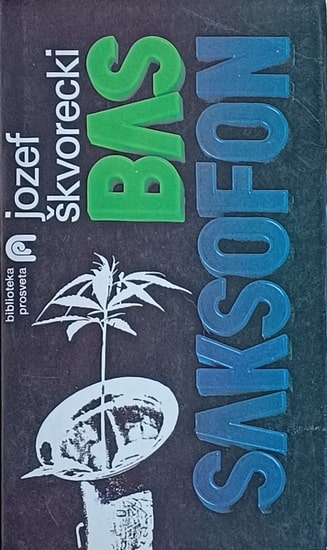 biblioteka
prosveta
jozef
škvorecki
BAS
SAKSOFON